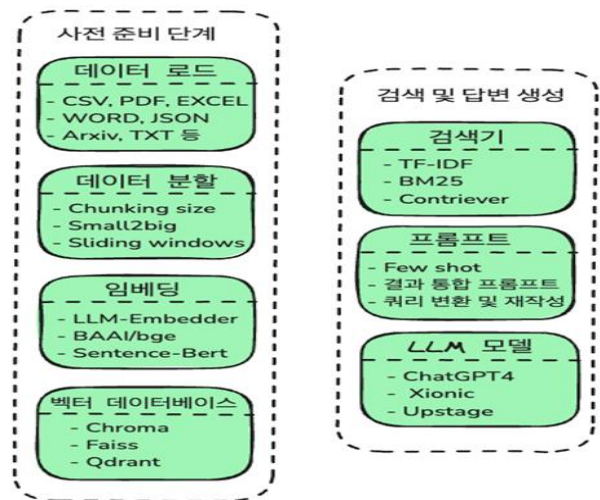 사전 준비 단계
데이터 로드
- CSV, PDF, EXCEL
- WORD, JSON
- Arxiv, TXT 등
데이터 분할
- Chunking size
- Small2big
- Sliding windows
임베딩
- LLM-Embedder
- BAAI/bge
- Sentence-Bert
벡터 데이터베이스
- Chroma
- Faiss
- Qdrant
검색 및 답변 생성
검색기
- TF-IDF
- BM25
- Contriever
프롬프트
- Few shot
- 결과 통합 프롬프트
- 쿼리 변환 및 재작성
LLM 모델
- ChatGPT4
- Xionic
- Upstage